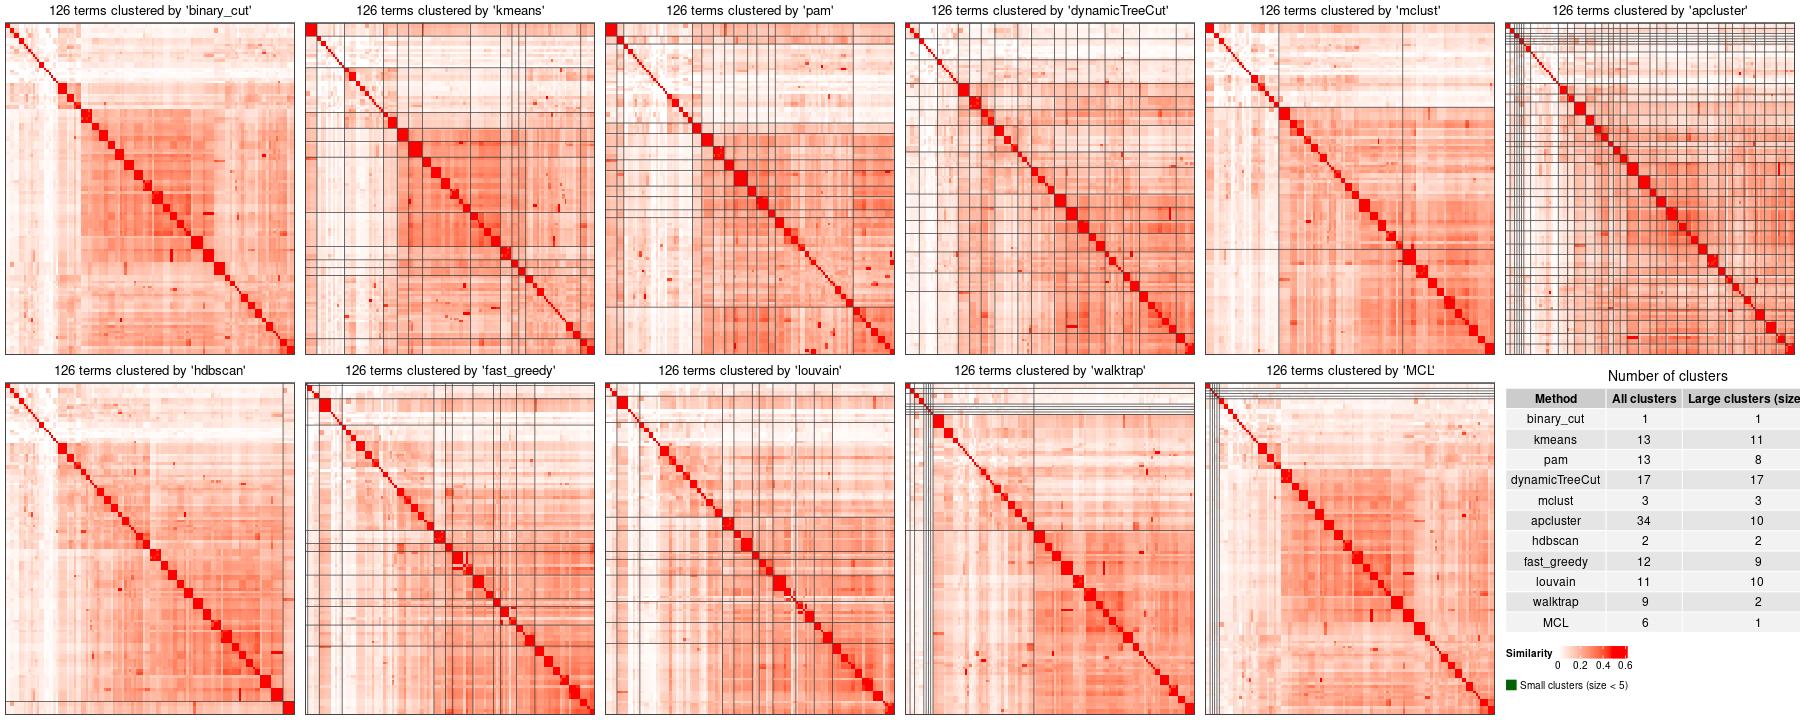 126 terms clustered by 'binary_cut'
126 terms clustered by 'kmeans'
126 terms clustered by 'pam'
126 terms clustered by 'dynamicTreeCut'
126 terms clustered by 'mclust'
126 terms clustered by 'apcluster'
126 terms clustered by 'hdbscan'
126 terms clustered by 'fast_greedy'
126 terms clustered by 'louvain'
126 terms clustered by 'walktrap'
126 terms clustered by 'MCL'
Number of clusters
Method All clusters Large clusters (size
binary_cut 1 1
kmeans 13 11
pam 13 8
dynamicTreeCut 17 17
mclust 3 3
apcluster 34 10
hdbscan 2 2
fast_greedy 12 9
louvain 11 10
walktrap 9 2
MCL 6 1
Similarity
0 0.2 0.4 0.6
Small clusters (size < 5)